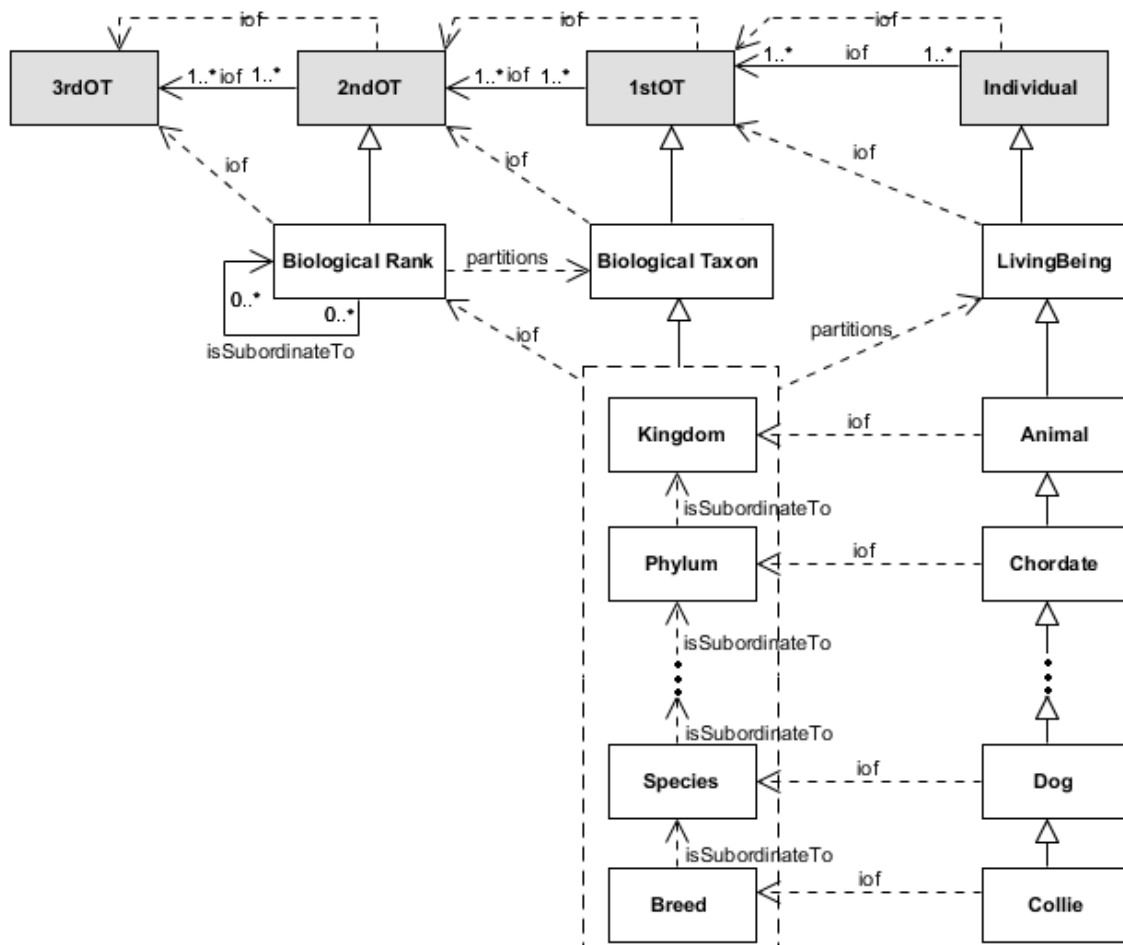 iof
iof
iof
3rdOT
1..* iof 1..*
2ndOT
1..* iof 1..*
1stOT
1..* iof 1..*
Individual
iof
iof
iof
Biological Rank
partitions
Biological Taxon
LivingBeing
0..*
0..*
isSubordinateTo
iof
partitions
Kingdom
iof
Animal
isSubordinateTo
Phylum
iof
Chordate
isSubordinateTo
isSubordinateTo
Species
iof
Dog
isSubordinateTo
Breed
iof
Collie